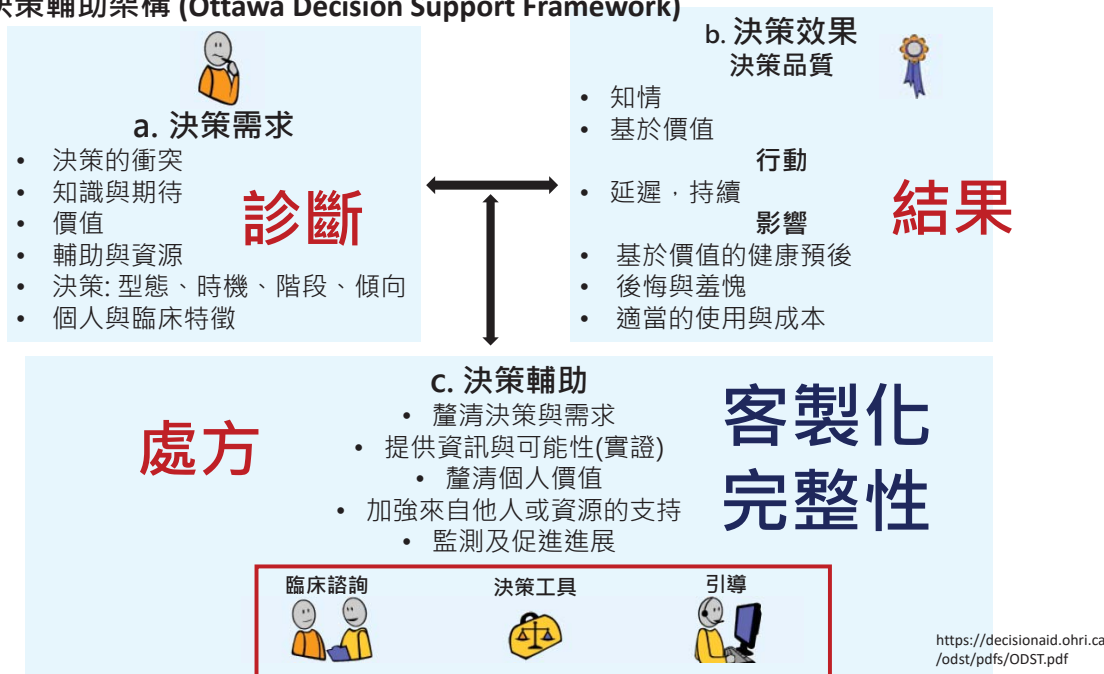 決策輔助架構 (Ottawa Decision Support Framework)
a. 決策需求
• 決策的衝突
• 知識與期待
• 價值
• 輔助與資源
• 決策: 型態、時機、階段、傾向
• 個人與臨床特徵
診斷
b. 決策效果
決策品質
• 知情
• 基於價值
行動
• 延遲，持續
影響
• 基於價值的健康預後
• 後悔與羞愧
• 適當的使用與成本
結果
c. 決策輔助
• 釐清決策與需求
• 提供資訊與可能性(實證)
• 釐清個人價值
• 加強來自他人或資源的支持
• 監測及促進進展
處方
客製化
完整性
臨床諮詢
決策工具
引導
https://decisionaid.ohri.ca
/odst/pdfs/ODST.pdf